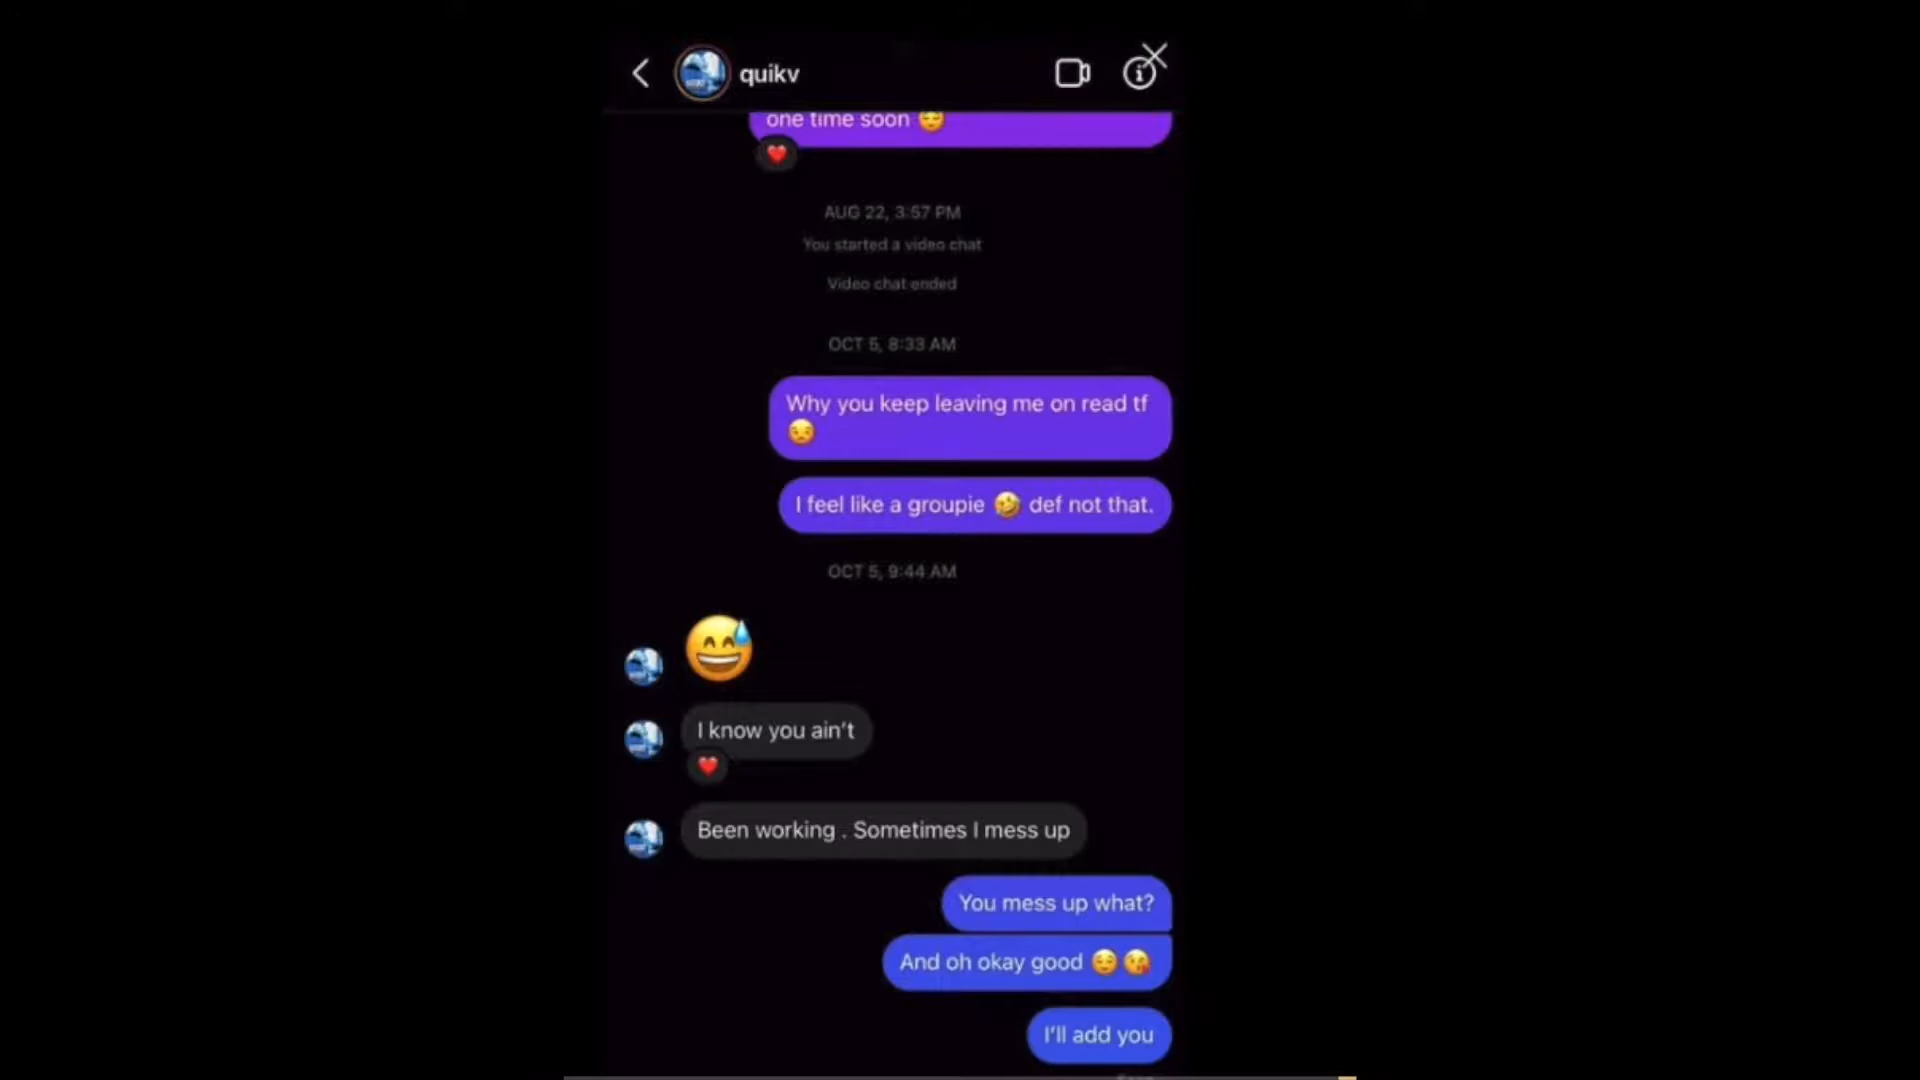 quikv
one time soon 😌
❤️
AUG 22, 3:57 PM
You started a video chat
Video chat ended
OCT 5, 8:33 AM
Why you keep leaving me on read tf
😒
I feel like a groupie 🤣 def not that.
OCT 5, 9:44 AM
😅
I know you ain't
❤️
Been working . Sometimes I mess up
You mess up what?
And oh okay good 😌 😘
I'll add you